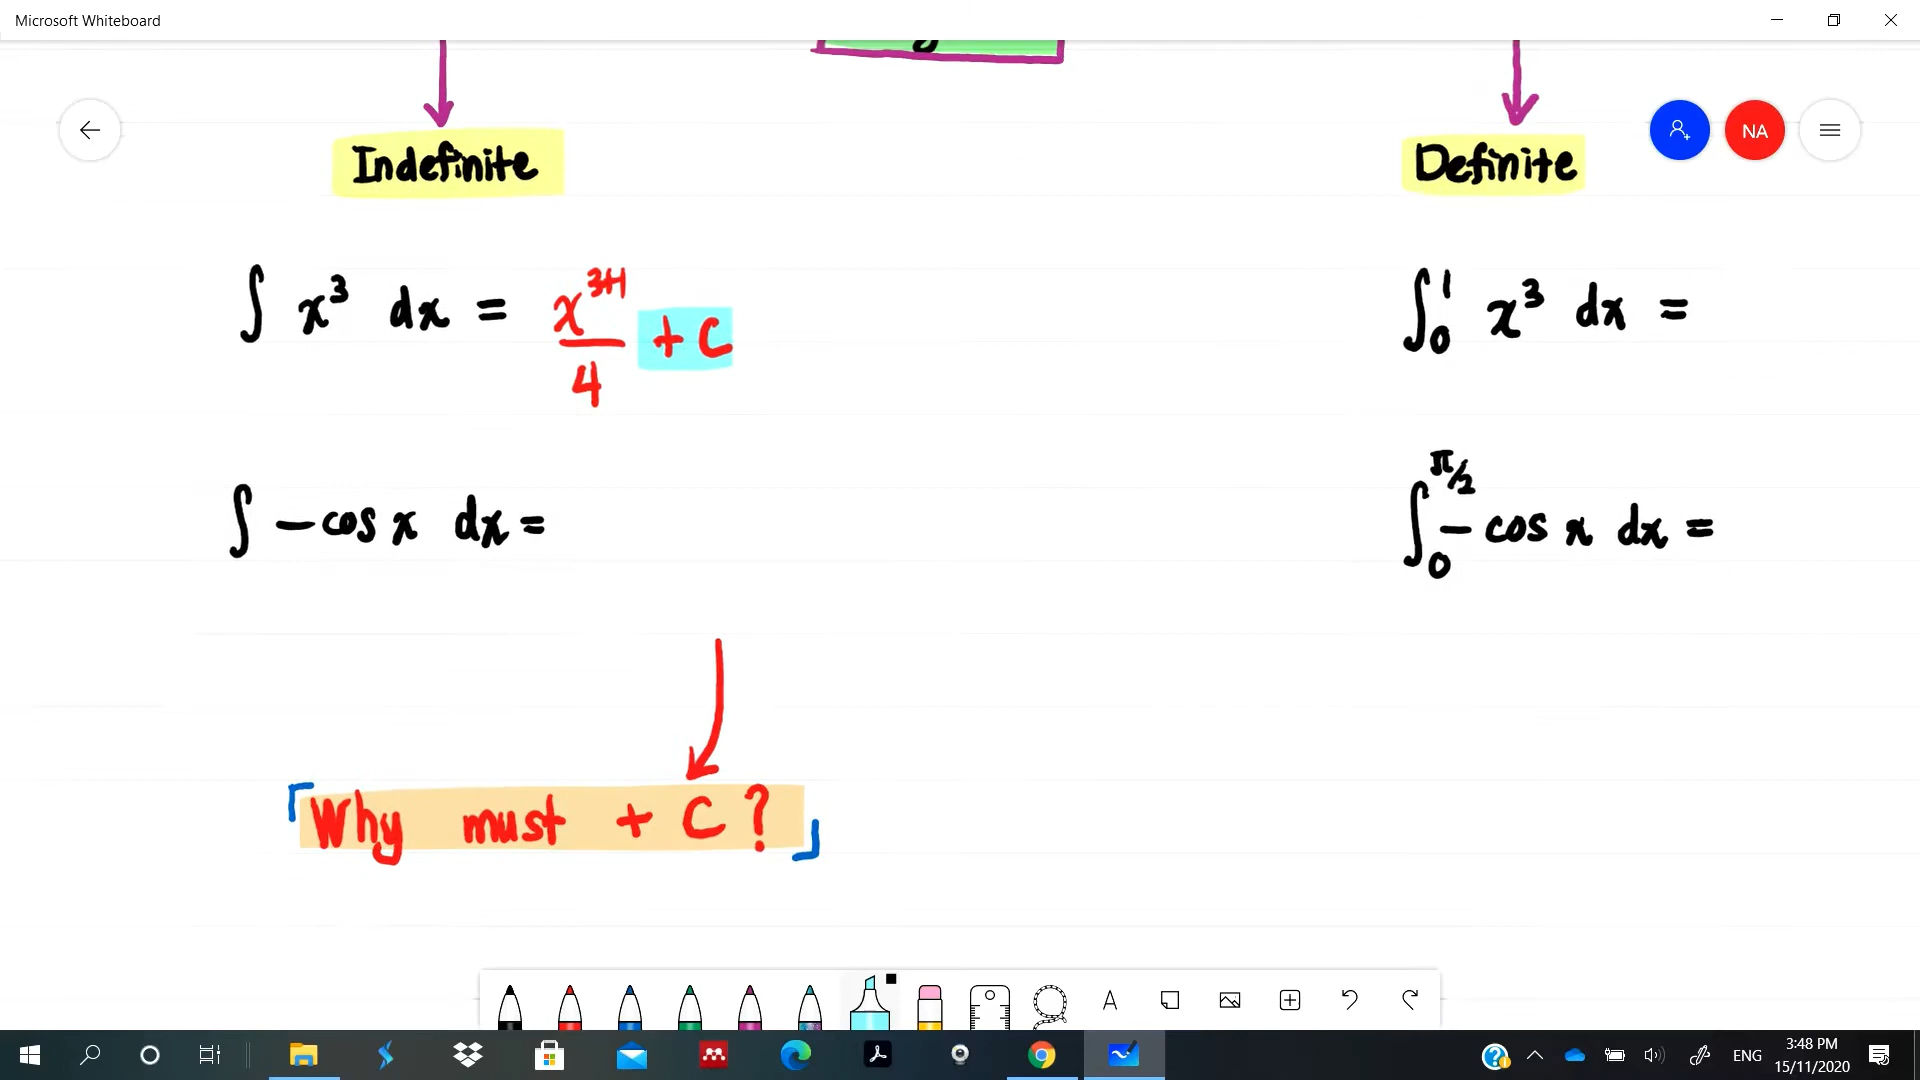 Microsoft Whiteboard
NA
Indefinite
Definite
∫ x³ dx = x³⁺¹/4 + C
∫₀¹ x³ dx =
∫ − cos x dx =
∫₀^π/2 − cos x dx =
Why must + C ?
ENG
3:48 PM
15/11/2020